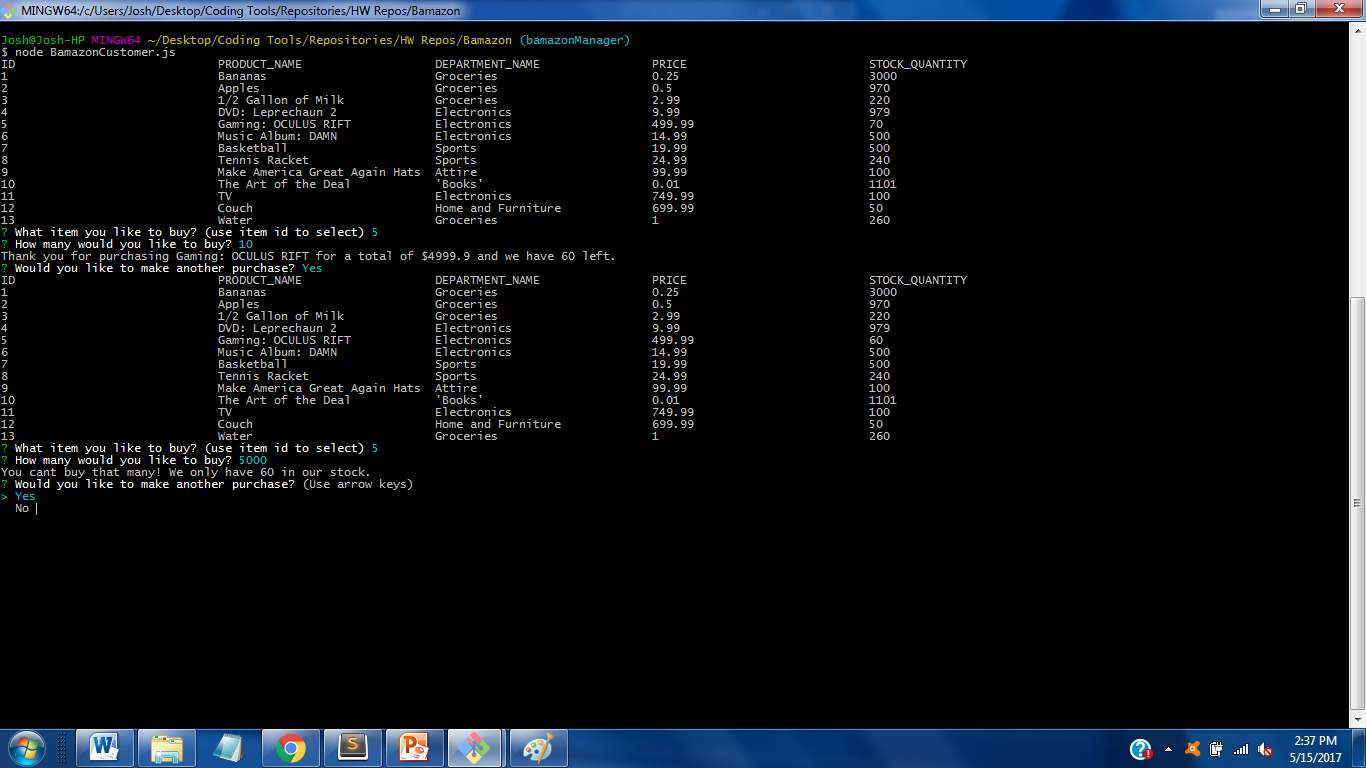 MINGW64:/c/Users/Josh/Desktop/Coding Tools/Repositories/HW Repos/Bamazon
Josh@Josh-HP MINGW64 ~/Desktop/Coding Tools/Repositories/HW Repos/Bamazon (bamazonManager)
$ node BamazonCustomer.js
ID PRODUCT_NAME DEPARTMENT_NAME PRICE STOCK_QUANTITY
1 Bananas Groceries 0.25 3000
2 Apples Groceries 0.5 970
3 1/2 Gallon of Milk Groceries 2.99 220
4 DVD: Leprechaun 2 Electronics 9.99 979
5 Gaming: OCULUS RIFT Electronics 499.99 70
6 Music Album: DAMN Electronics 14.99 500
7 Basketball Sports 19.99 500
8 Tennis Racket Sports 24.99 240
9 Make America Great Again Hats Attire 99.99 100
10 The Art of the Deal 'Books' 0.01 1101
11 TV Electronics 749.99 100
12 Couch Home and Furniture 699.99 50
13 Water Groceries 1 260
? What item you like to buy? (use item id to select) 5
? How many would you like to buy? 10
Thank you for purchasing Gaming: OCULUS RIFT for a total of $4999.9 and we have 60 left.
? Would you like to make another purchase? Yes
ID PRODUCT_NAME DEPARTMENT_NAME PRICE STOCK_QUANTITY
1 Bananas Groceries 0.25 3000
2 Apples Groceries 0.5 970
3 1/2 Gallon of Milk Groceries 2.99 220
4 DVD: Leprechaun 2 Electronics 9.99 979
5 Gaming: OCULUS RIFT Electronics 499.99 60
6 Music Album: DAMN Electronics 14.99 500
7 Basketball Sports 19.99 500
8 Tennis Racket Sports 24.99 240
9 Make America Great Again Hats Attire 99.99 100
10 The Art of the Deal 'Books' 0.01 1101
11 TV Electronics 749.99 100
12 Couch Home and Furniture 699.99 50
13 Water Groceries 1 260
? What item you like to buy? (use item id to select) 5
? How many would you like to buy? 5000
You cant buy that many! We only have 60 in our stock.
? Would you like to make another purchase? (Use arrow keys)
> Yes
No
2:37 PM
5/15/2017